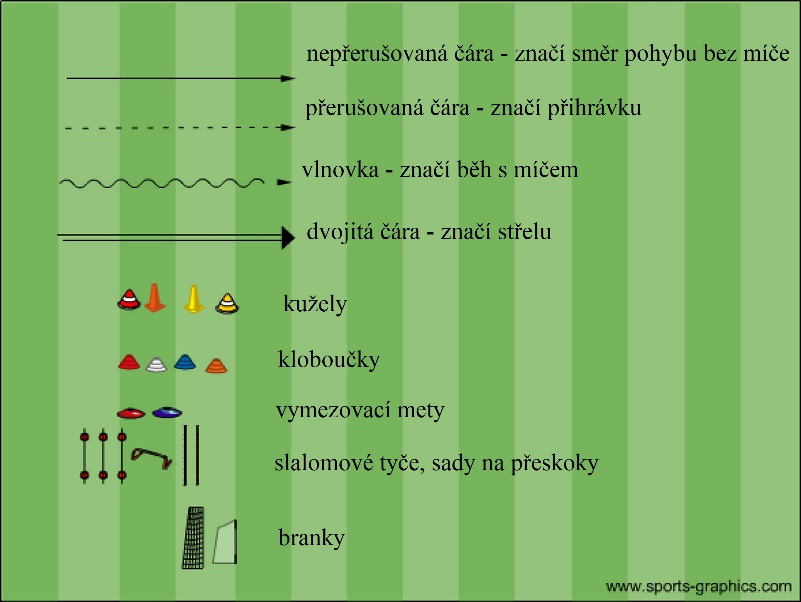 nepřerušovaná čára - značí směr pohybu bez míče
přerušovaná čára - značí přihrávku
vlnovka - značí běh s míčem
dvojitá čára - značí střelu
kužely
kloboučky
vymezovací mety
slalomové tyče, sady na přeskoky
branky
www.sports-graphics.com